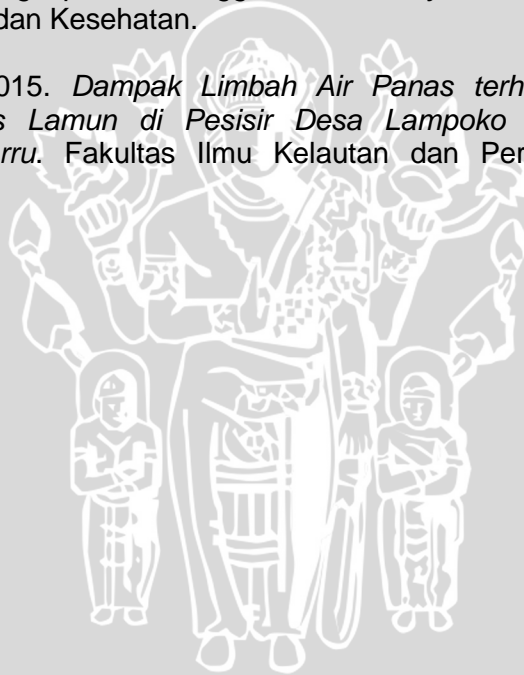 dan Kesehatan.
015. Dampak Limbah Air Panas terh
s Lamun di Pesisir Desa Lampoko
rru. Fakultas Ilmu Kelautan dan Per